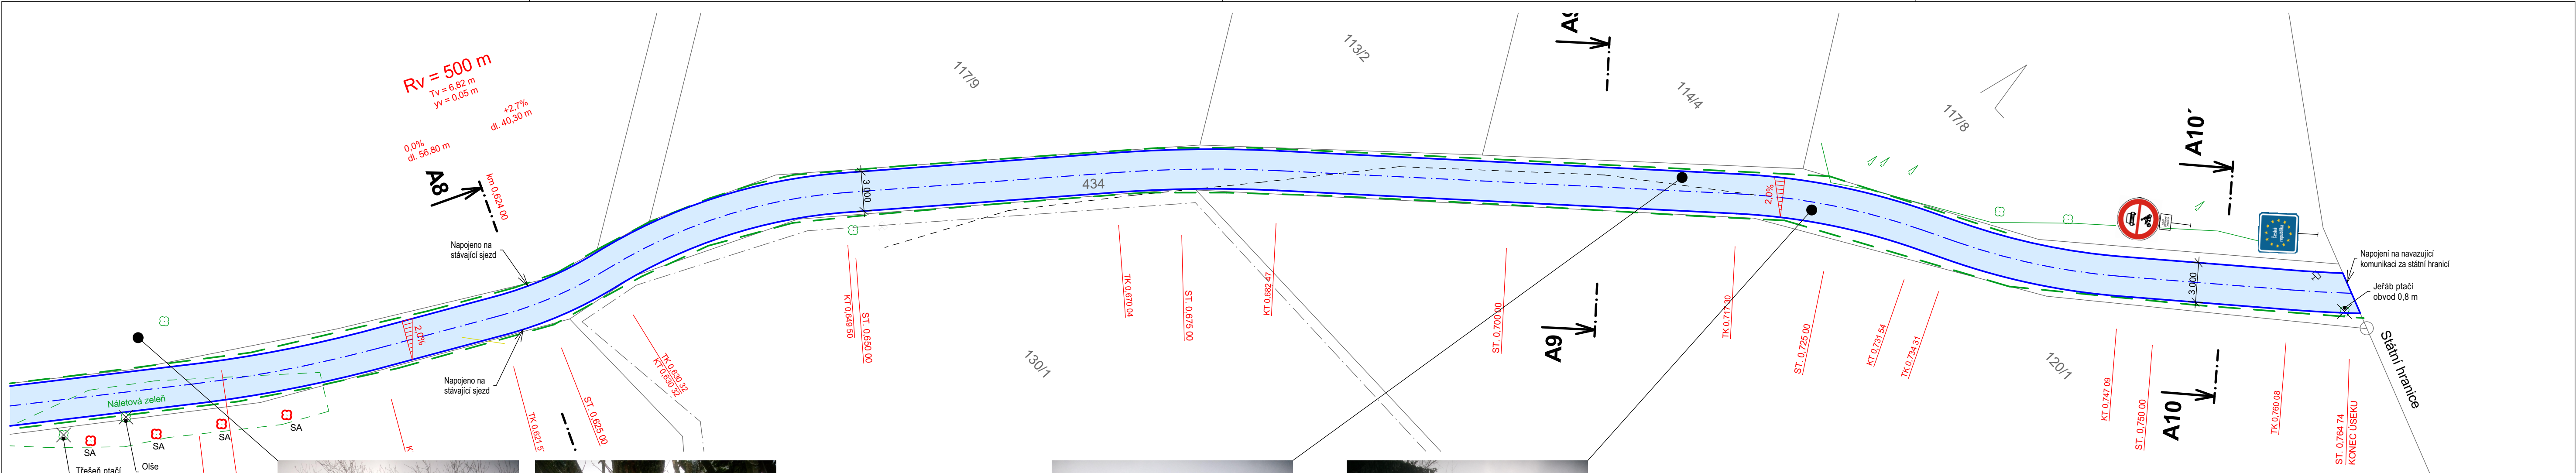 Rv = 500 m
Tv = 6,82 m
yv = 0,05 m
+2,7%
dl. 40,30 m
0,0%
dl. 56,80 m
A8
km 0,624 00
Napojeno na
stávající sjezd
Napojeno na
stávající sjezd
2,0%
Náletová zeleň
SA
SA
SA
SA
Třešeň ptačí
Olše
K
TK 0,621 5
ST. 0,625 00
TK 0,630 32
KT 0,630 32
3 000
KT 0,649 50
ST. 0,650 00
117/9
434
130/1
TK 0,670 04
ST. 0,675 00
KT 0,682 47
113/2
A9
114/4
ST. 0,700 00
A9
2,0%
TK 0,717 30
ST. 0,725 00
KT 0,731 54
TK 0,734 31
117/8
120/1
A10'
Česká
republika
3 000
KT 0,747 09
ST. 0,750 00
A10
TK 0,760 08
ST. 0,764 74
KONEC ÚSEKU
Napojení na navazující
komunikaci za státní hranicí
Jeřáb ptačí
obvod 0,8 m
Státní hranice